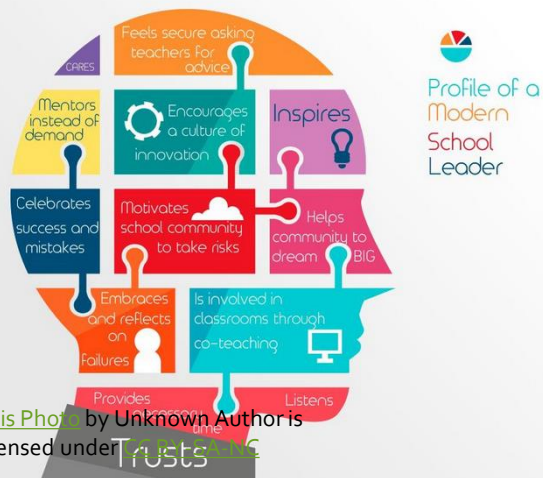 Feels secure asking
teachers for
advice
CARES
Mentors
instead of
demand
Encourages
a culture of
innovation
Inspires
Profile of a
Modern
School
Leader
Celebrates
success and
mistakes
Motivates
school community
to take risks
Helps
community to
dream BIG
Embraces
and reflects
on
failures
Is involved in
classrooms through
co-teaching
Provides
necessary
time
Listens
Trusts
is Photo by Unknown Author is
ensed under CC BY-SA-NC